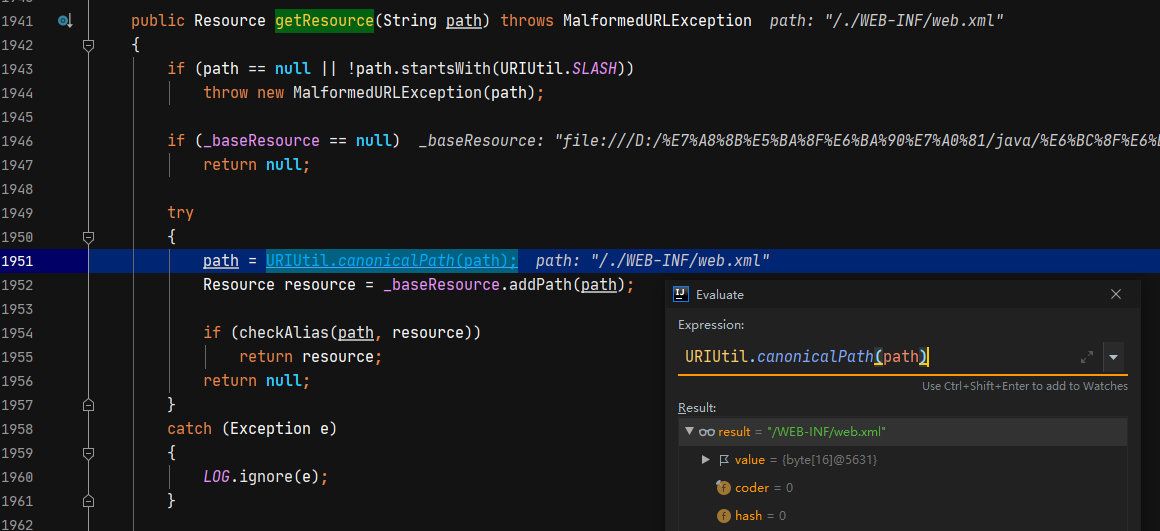 1941 public Resource getResource(String path) throws MalformedURLException path: "/./WEB-INF/web.xml"
1942 {
1943 if (path == null || !path.startsWith(URIUtil.SLASH))
1944 throw new MalformedURLException(path);
1945
1946 if (_baseResource == null) _baseResource: "file:///D:/%E7%A8%8B%E5%BA%8F%E6%BA%90%E7%A0%81/java/%E6%BC%8F%E6%
1947 return null;
1948
1949 try
1950 {
1951 path = URIUtil.canonicalPath(path); path: "/./WEB-INF/web.xml"
1952 Resource resource = _baseResource.addPath(path);
1953
1954 if (checkAlias(path, resource))
1955 return resource;
1956 return null;
1957 }
1958 catch (Exception e)
1959 {
1960 LOG.ignore(e);
1961 }
1962
Evaluate
Expression:
URIUtil.canonicalPath(path)
Use Ctrl+Shift+Enter to add to Watches
Result:
result = "/WEB-INF/web.xml"
value = {byte[16]@5631}
coder = 0
hash = 0